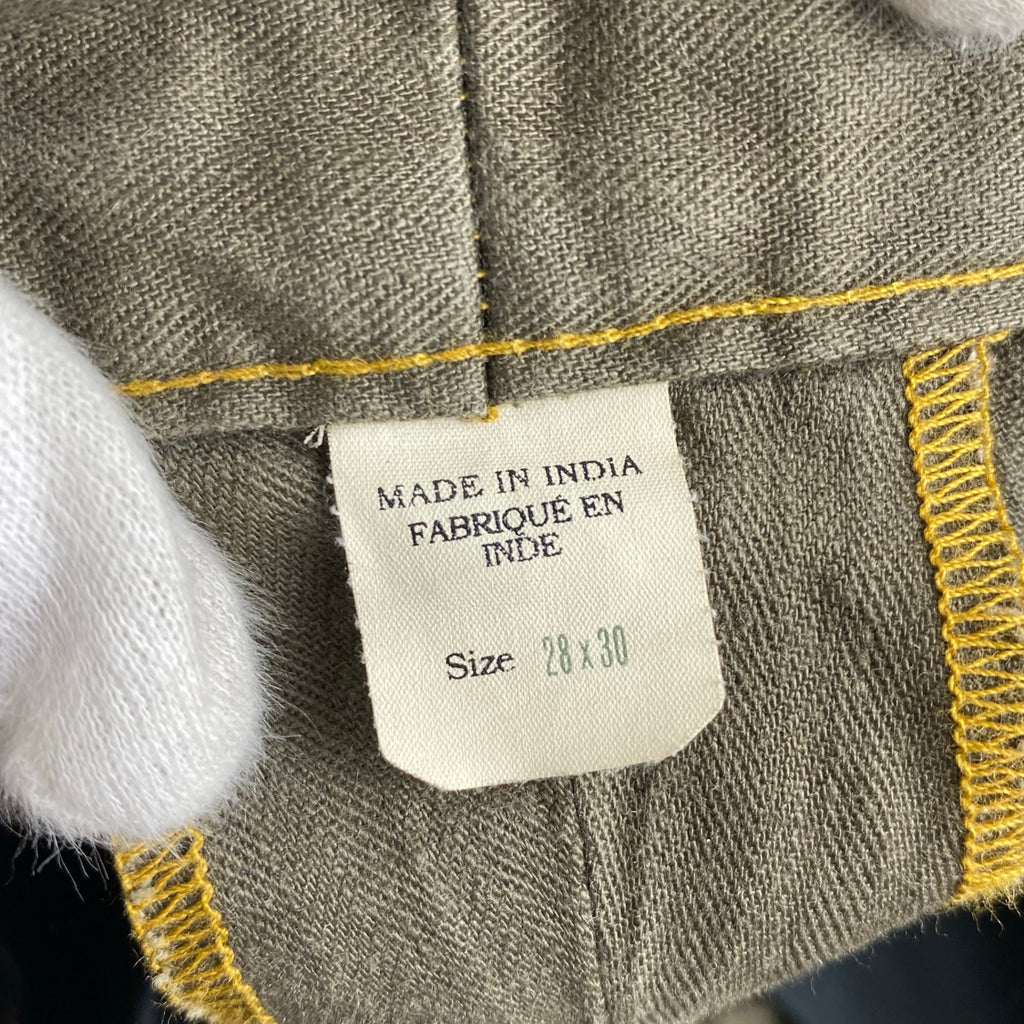 MADE IN INDIA
FABRIQUÉ EN
INDE
Size 28 x 30